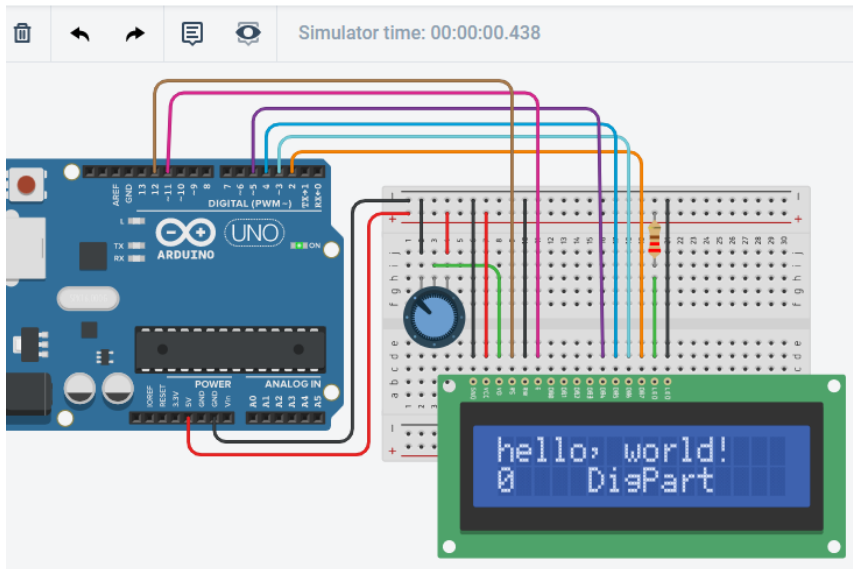 Simulator time: 00:00:00.438
AREF
GND
13
12
~11
~10
~9
8
7
~6
~5
4
~3
2
TX→1
RX←0
DIGITAL (PWM~)
L
TX
RX
ARDUINO
UNO
ON
POWER
ANALOG IN
IOREF
RESET
3.3V
5V
GND
GND
Vin
A0
A1
A2
A3
A4
A5
hello, world!
0 DigPart